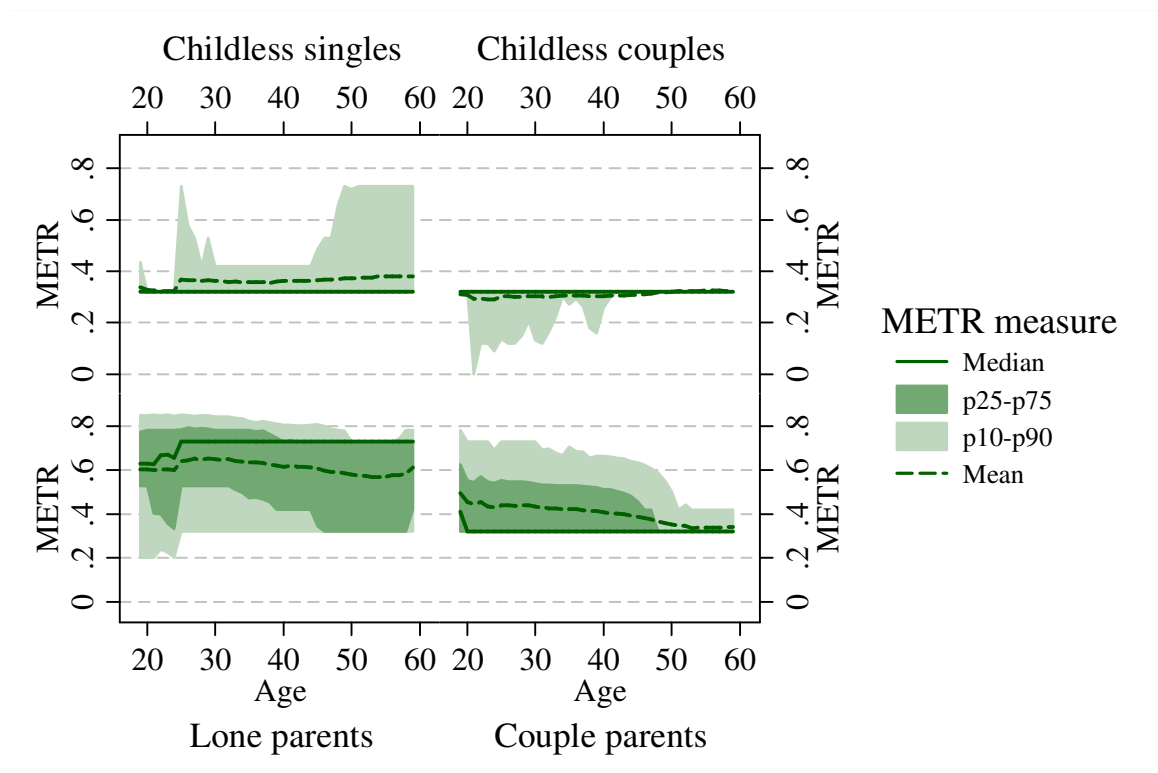 Childless singles Childless couples
20 30 40 50 60 20 30 40 50 60
METR 0 .2 .4 .6 .8
METR 0 .2 .4 .6 .8
METR 0 .2 .4 .6 .8
METR 0 .2 .4 .6 .8
20 30 40 50 60 20 30 40 50 60
Age Age
Lone parents Couple parents
METR measure
Median
p25-p75
p10-p90
Mean